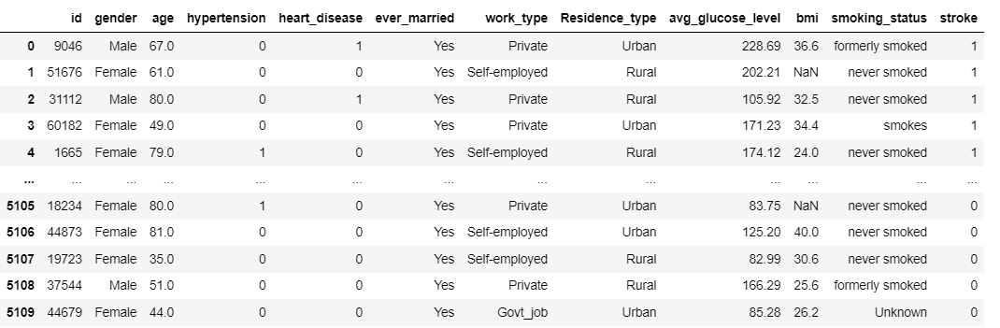 id gender age hypertension heart_disease ever_married work_type Residence_type avg_glucose_level bmi smoking_status stroke
0 9046 Male 67.0 0 1 Yes Private Urban 228.69 36.6 formerly smoked 1
1 51676 Female 61.0 0 0 Yes Self-employed Rural 202.21 NaN never smoked 1
2 31112 Male 80.0 0 1 Yes Private Rural 105.92 32.5 never smoked 1
3 60182 Female 49.0 0 0 Yes Private Urban 171.23 34.4 smokes 1
4 1665 Female 79.0 1 0 Yes Self-employed Rural 174.12 24.0 never smoked 1
... ... ... ... ... ... ... ... ... ... ... ... ...
5105 18234 Female 80.0 1 0 Yes Private Urban 83.75 NaN never smoked 0
5106 44873 Female 81.0 0 0 Yes Self-employed Urban 125.20 40.0 never smoked 0
5107 19723 Female 35.0 0 0 Yes Self-employed Rural 82.99 30.6 never smoked 0
5108 37544 Male 51.0 0 0 Yes Private Rural 166.29 25.6 formerly smoked 0
5109 44679 Female 44.0 0 0 Yes Govt_job Urban 85.28 26.2 Unknown 0